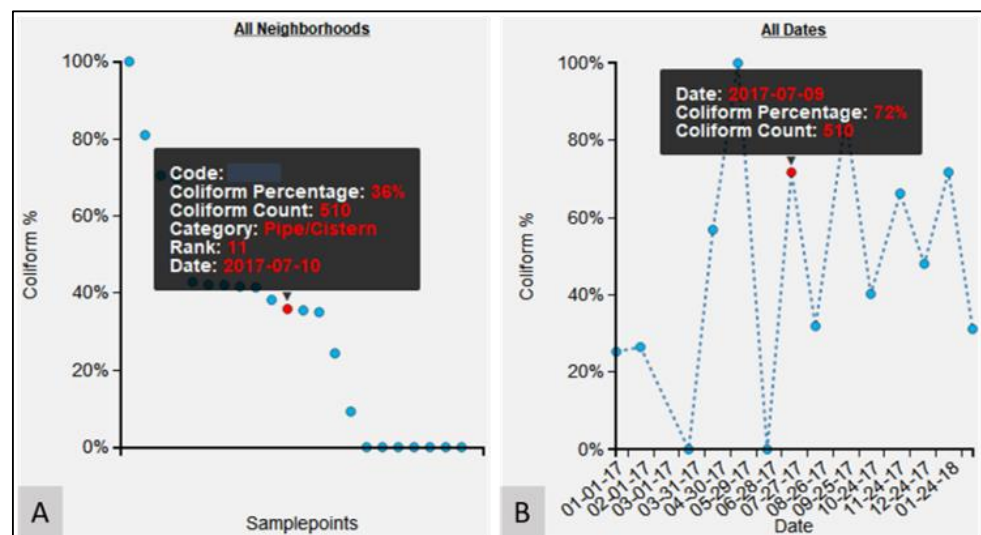 All Neighborhoods
100%
80%
60%
40%
20%
0%
Coliform %
Code:
Coliform Percentage: 36%
Coliform Count: 510
Category: Pipe/Cistern
Rank: 11
Date: 2017-07-10
Samplepoints
A
All Dates
100%
80%
60%
40%
20%
0%
Coliform %
Date: 2017-07-09
Coliform Percentage: 72%
Coliform Count: 510
01-01-17
02-01-17
03-01-17
03-31-17
04-30-17
05-29-17
06-28-17
07-27-17
08-26-17
09-25-17
10-24-17
11-24-17
12-24-17
01-24-18
Date
B